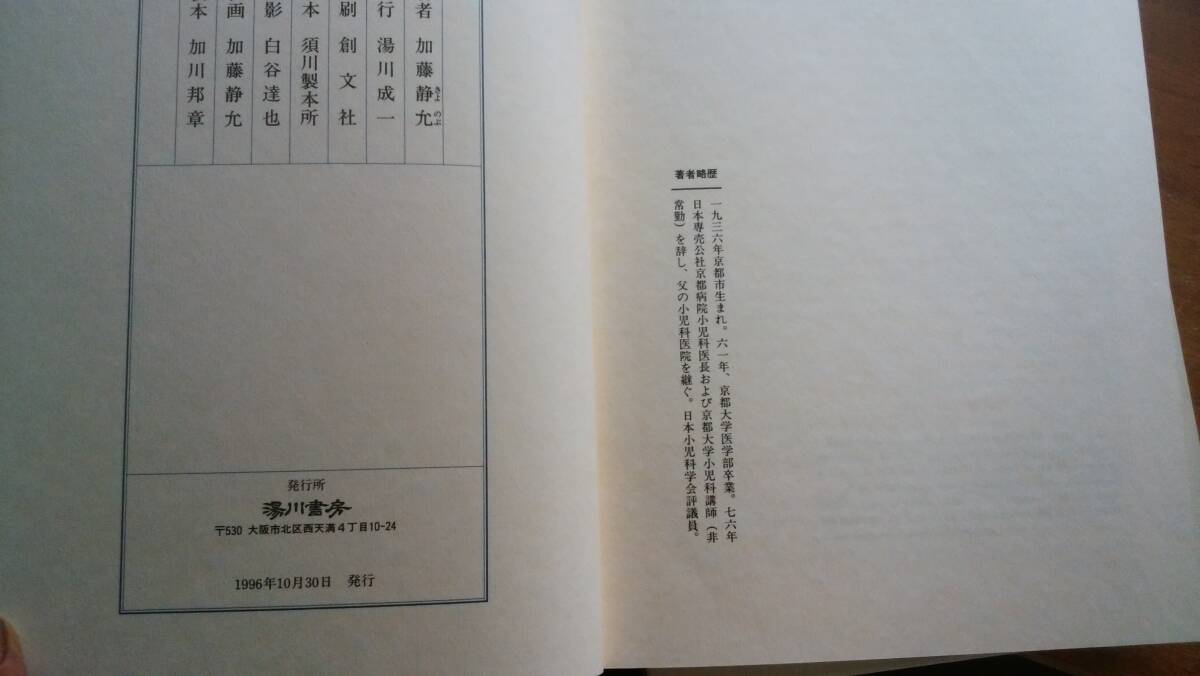 著者略歴
一九三六年京都市生まれ。六一年、京都大学医学部卒業。七六年
日本専売公社京都病院小児科医長および京都大学小児科講師（非
常勤）を辞し、父の小児科医院を継ぐ。日本小児科学会評議員。
者 加藤静允
きよ のぶ
行 湯川成一
刷 創文社
本 須川製本所
影 白谷達也
画 加藤静允
本 加川邦章
発行所
湯川書房
〒530 大阪市北区西天満4丁目10-24
1996年10月30日 発行